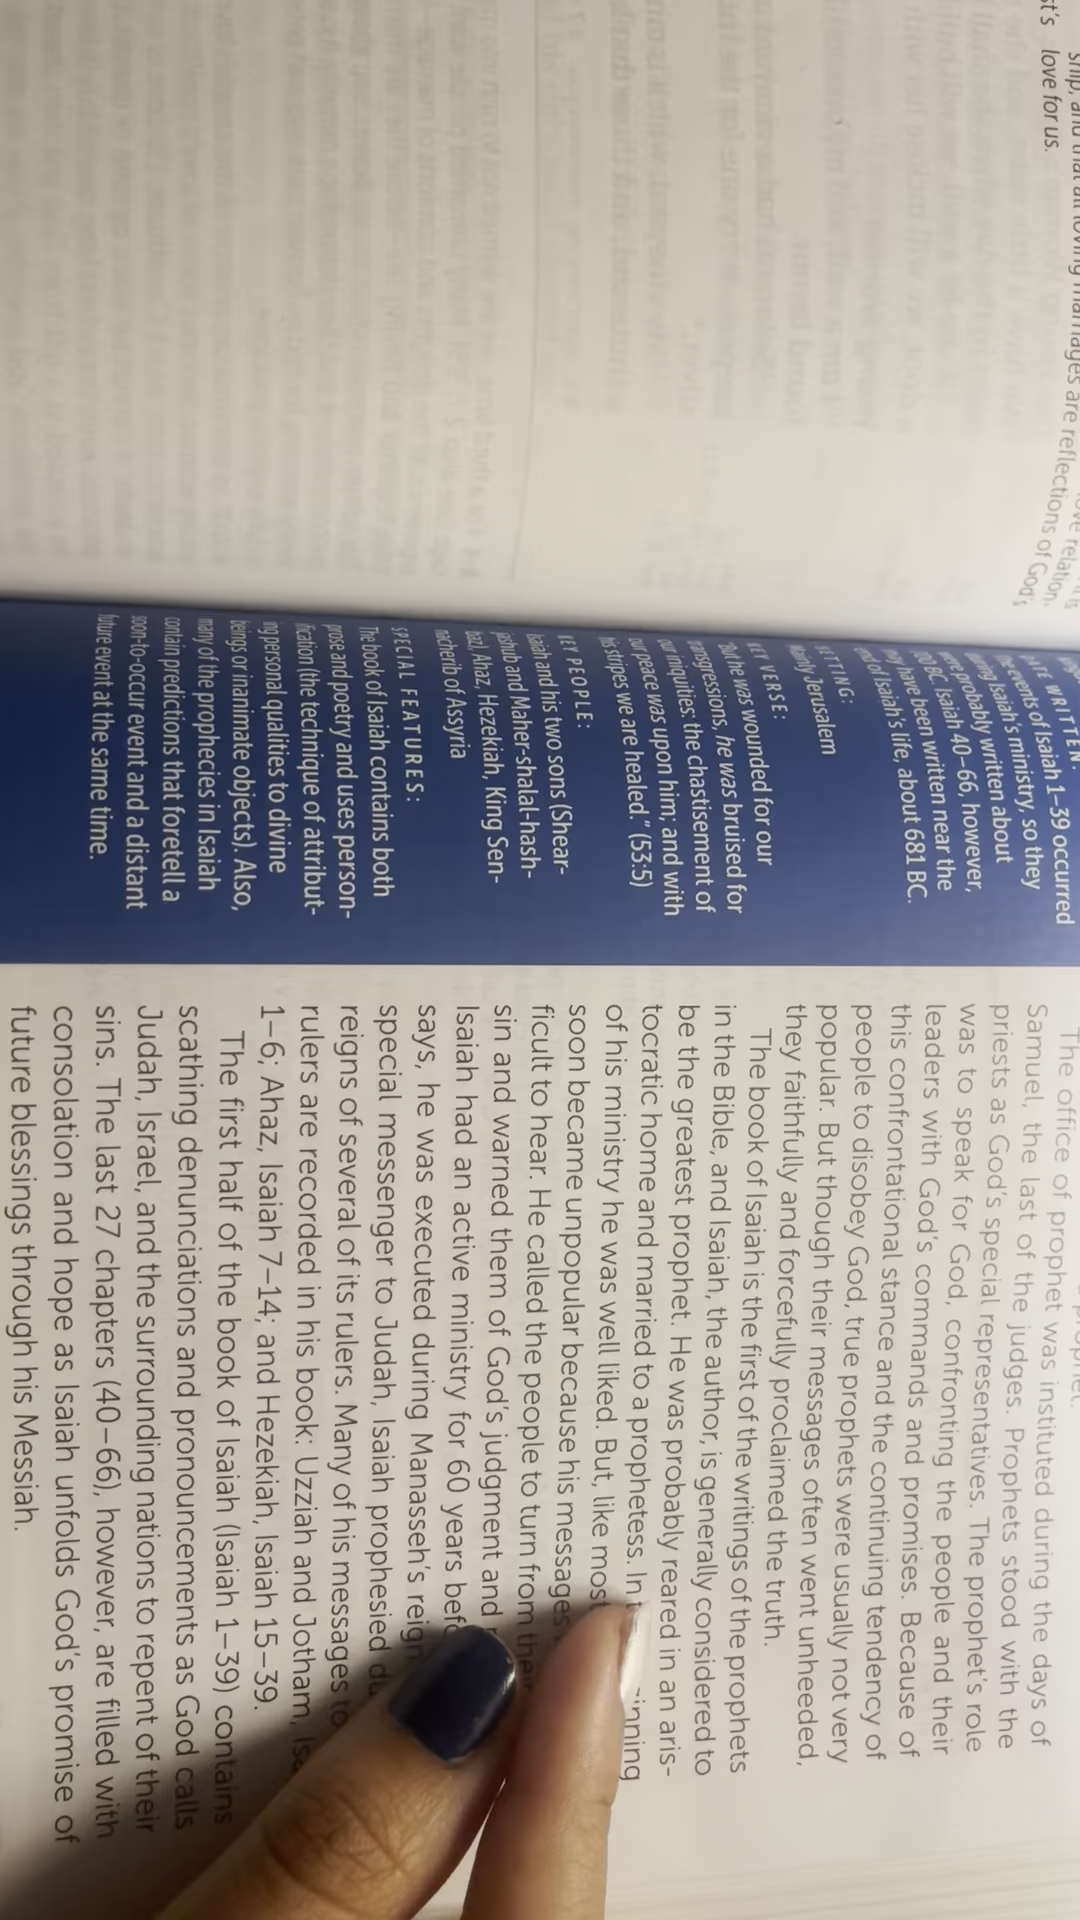 ship, and that all loving marriages are reflections of God's
love for us.
DATE WRITTEN:
The events of Isaiah 1–39 occurred
during Isaiah's ministry, so they
were probably written about
700 BC. Isaiah 40–66, however,
may have been written near the
end of Isaiah's life, about 681 BC.
SETTING:
Mainly Jerusalem
KEY VERSE:
"But he was wounded for our
transgressions, he was bruised for
our iniquities: the chastisement of
our peace was upon him; and with
his stripes we are healed." (53:5)
KEY PEOPLE:
Isaiah and his two sons (Shear-
jashub and Maher-shalal-hash-
baz), Ahaz, Hezekiah, King Sen-
nacherib of Assyria
SPECIAL FEATURES:
The book of Isaiah contains both
prose and poetry and uses person-
ification (the technique of attribut-
ing personal qualities to divine
beings or inanimate objects). Also,
many of the prophecies in Isaiah
contain predictions that foretell a
soon-to-occur event and a distant
future event at the same time.
The office of prophet was instituted during the days of
Samuel, the last of the judges. Prophets stood with the
priests as God's special representatives. The prophet's role
was to speak for God, confronting the people and their
leaders with God's commands and promises. Because of
this confrontational stance and the continuing tendency of
people to disobey God, true prophets were usually not very
popular. But though their messages often went unheeded,
they faithfully and forcefully proclaimed the truth.
The book of Isaiah is the first of the writings of the prophets
in the Bible, and Isaiah, the author, is generally considered to
be the greatest prophet. He was probably reared in an aris-
tocratic home and married to a prophetess. In
of his ministry he was well liked. But, like most
soon became unpopular because his messages
ficult to hear. He called the people to turn from their
sin and warned them of God's judgment and
Isaiah had an active ministry for 60 years
says, he was executed during Manasseh's reign
special messenger to Judah, Isaiah prophesied
reigns of several of its rulers. Many of his messages to
rulers are recorded in his book: Uzziah and Jotham,
1–6; Ahaz, Isaiah 7–14; and Hezekiah, Isaiah 15–39.
The first half of the book of Isaiah (Isaiah 1–39) contains
scathing denunciations and pronouncements as God calls
Judah, Israel, and the surrounding nations to repent of their
sins. The last 27 chapters (40–66), however, are filled with
consolation and hope as Isaiah unfolds God's promise of
future blessings through his Messiah.